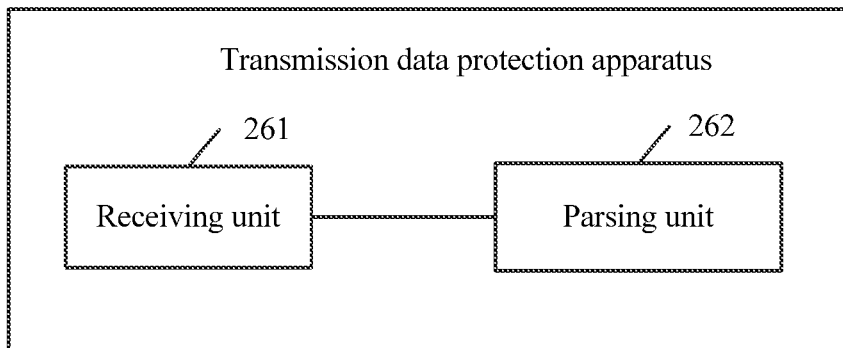 Transmission data protection apparatus
261
262
Receiving unit
Parsing unit